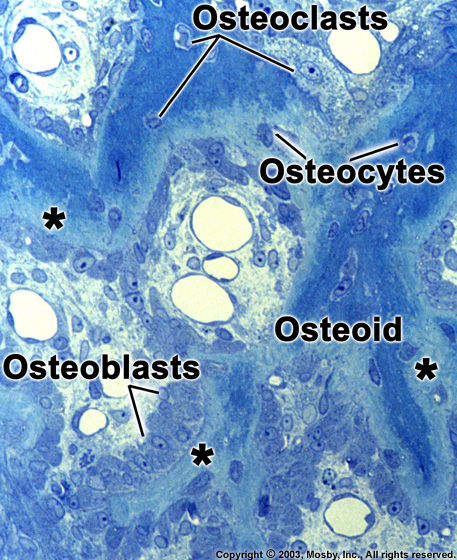 Osteoclasts
Osteocytes
*
Osteoid
Osteoblasts
*
*
Copyright © 2003, Mosby, Inc., All rights reserved.